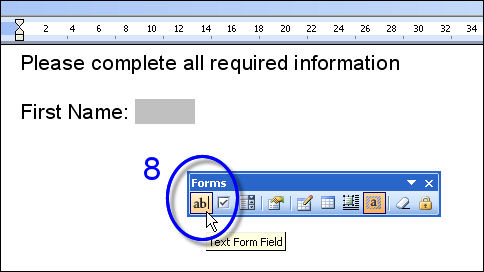 2 4 6 8 10 12 14 16 18 20 22 24 26 28 30 32 34
Please complete all required information
First Name:
8
Forms
ab
Text Form Field